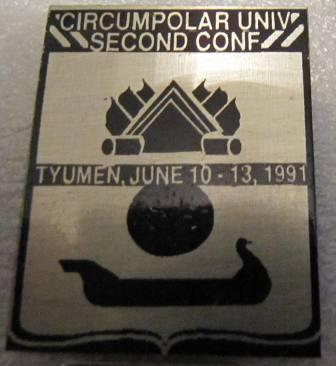 CIRCUMPOLAR UNIV
SECOND CONF
TYUMEN, JUNE 10 - 13, 1991